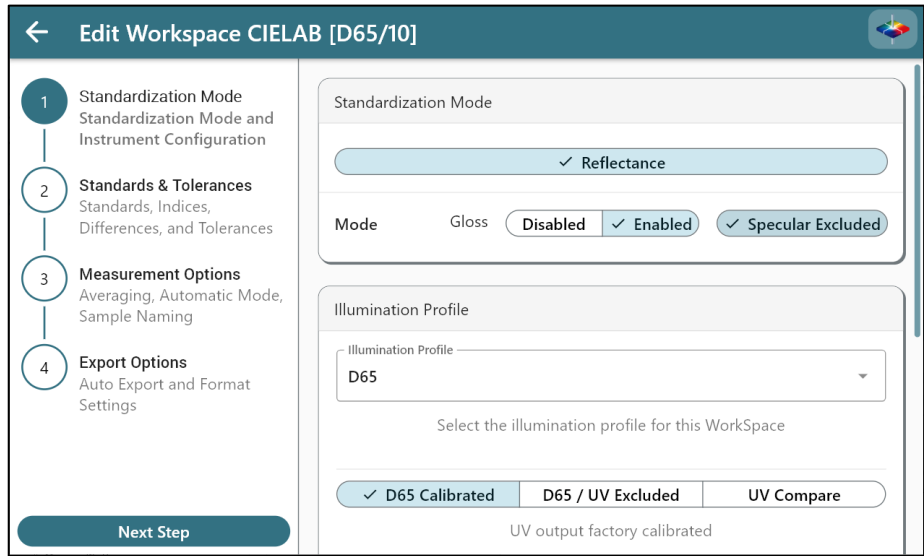 Edit Workspace CIELAB [D65/10]
1
Standardization Mode
Standardization Mode and
Instrument Configuration
2
Standards & Tolerances
Standards, Indices,
Differences, and Tolerances
3
Measurement Options
Averaging, Automatic Mode,
Sample Naming
4
Export Options
Auto Export and Format
Settings
Next Step
Standardization Mode
Reflectance
Mode Gloss Disabled Enabled Specular Excluded
Illumination Profile
Illumination Profile
D65
Select the illumination profile for this WorkSpace
D65 Calibrated D65 / UV Excluded UV Compare
UV output factory calibrated